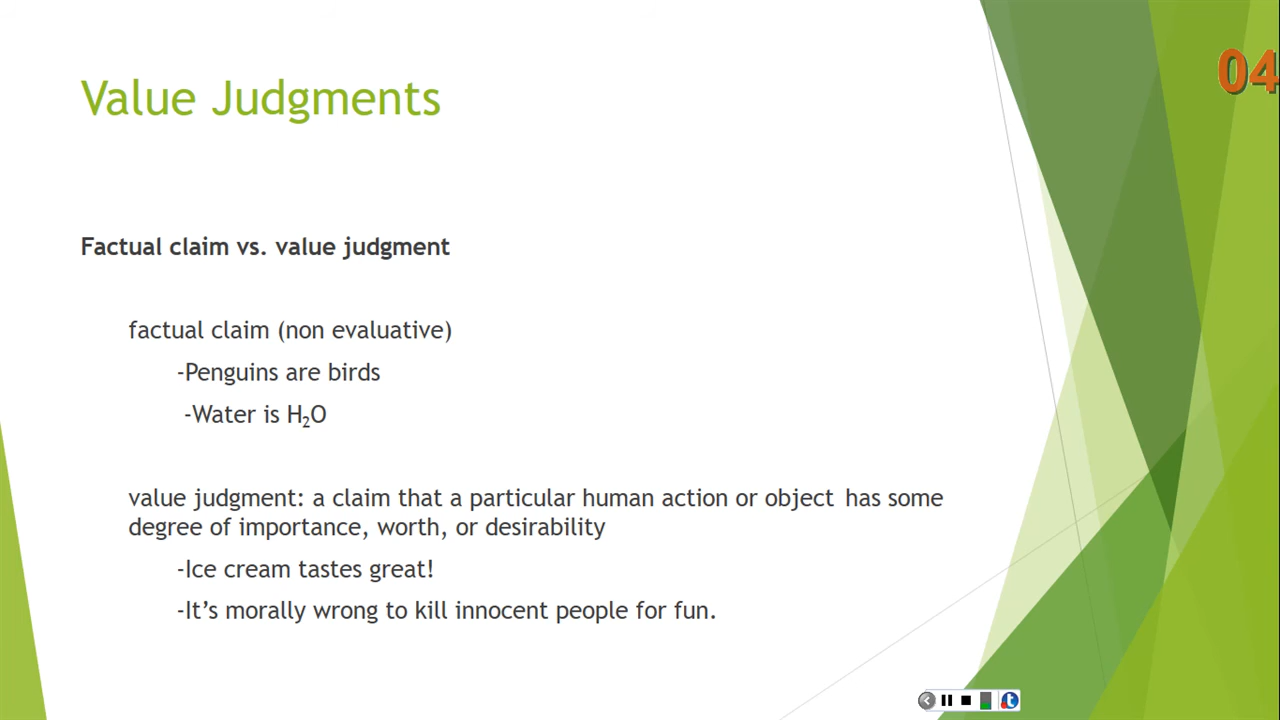 04
Value Judgments
Factual claim vs. value judgment
factual claim (non evaluative)
-Penguins are birds
-Water is H₂O
value judgment: a claim that a particular human action or object has some
degree of importance, worth, or desirability
-Ice cream tastes great!
-It’s morally wrong to kill innocent people for fun.
t